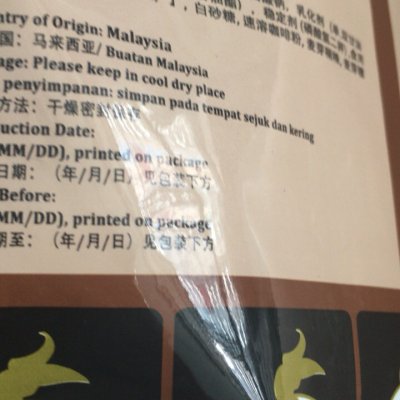 白砂糖, 速溶咖啡粉, 麦芽糊精,
ntry of Origin: Malaysia
国: 马来西亚/ Buatan Malaysia
age: Please keep in cool dry place
penyimpanan: simpan pada tempat sejuk dan kering
方法: 干燥密封
uction Date:
MM/DD), printed on package
日期: (年/月/日) 见包装下方
Before:
MM/DD), printed on package
期至: (年/月/日) 见包装下方